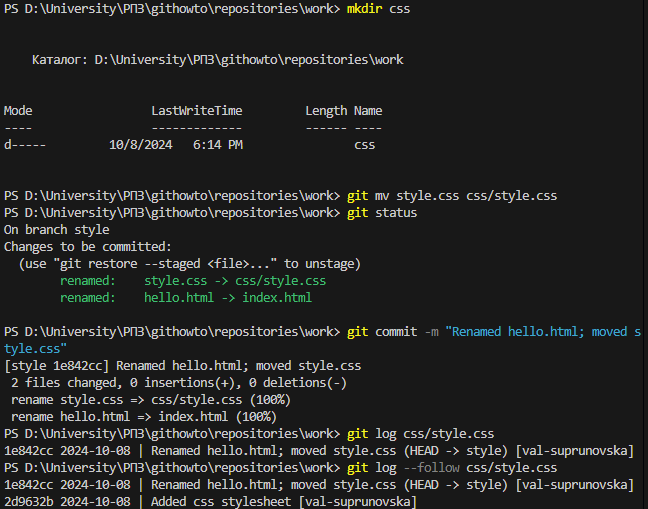 PS D:\University\РПЗ\githowto\repositories\work> mkdir css
Каталог: D:\University\РПЗ\githowto\repositories\work
Mode LastWriteTime Length Name
---- ------------- ------ ----
d----- 10/8/2024 6:14 PM css
PS D:\University\РПЗ\githowto\repositories\work> git mv style.css css/style.css
PS D:\University\РПЗ\githowto\repositories\work> git status
On branch style
Changes to be committed:
(use "git restore --staged <file>..." to unstage)
renamed: style.css -> css/style.css
renamed: hello.html -> index.html
PS D:\University\РПЗ\githowto\repositories\work> git commit -m "Renamed hello.html; moved s
tyle.css"
[style 1e842cc] Renamed hello.html; moved style.css
2 files changed, 0 insertions(+), 0 deletions(-)
rename style.css => css/style.css (100%)
rename hello.html => index.html (100%)
PS D:\University\РПЗ\githowto\repositories\work> git log css/style.css
1e842cc 2024-10-08 | Renamed hello.html; moved style.css (HEAD -> style) [val-suprunovska]
PS D:\University\РПЗ\githowto\repositories\work> git log --follow css/style.css
1e842cc 2024-10-08 | Renamed hello.html; moved style.css (HEAD -> style) [val-suprunovska]
2d9632b 2024-10-08 | Added css stylesheet [val-suprunovska]